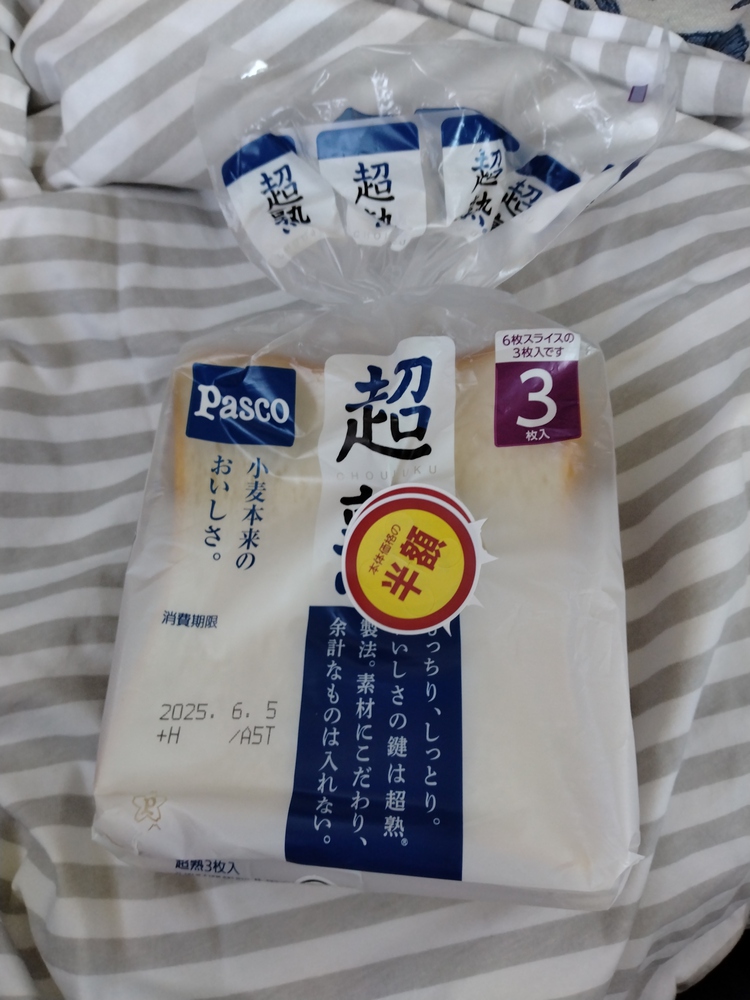 超熟
超
超熟
超
Pasco
小麦本来の
おいしさ。
超
CHOUJUKU
6枚スライスの
3枚入です
3
枚入
本体価格の
半額
消費期限
2025. 6. 5
+H /A5T
っちり、しっとり。
いしさの鍵は超熟®
製法。素材にこだわり、
余計なものは入れない。
超熟3枚入